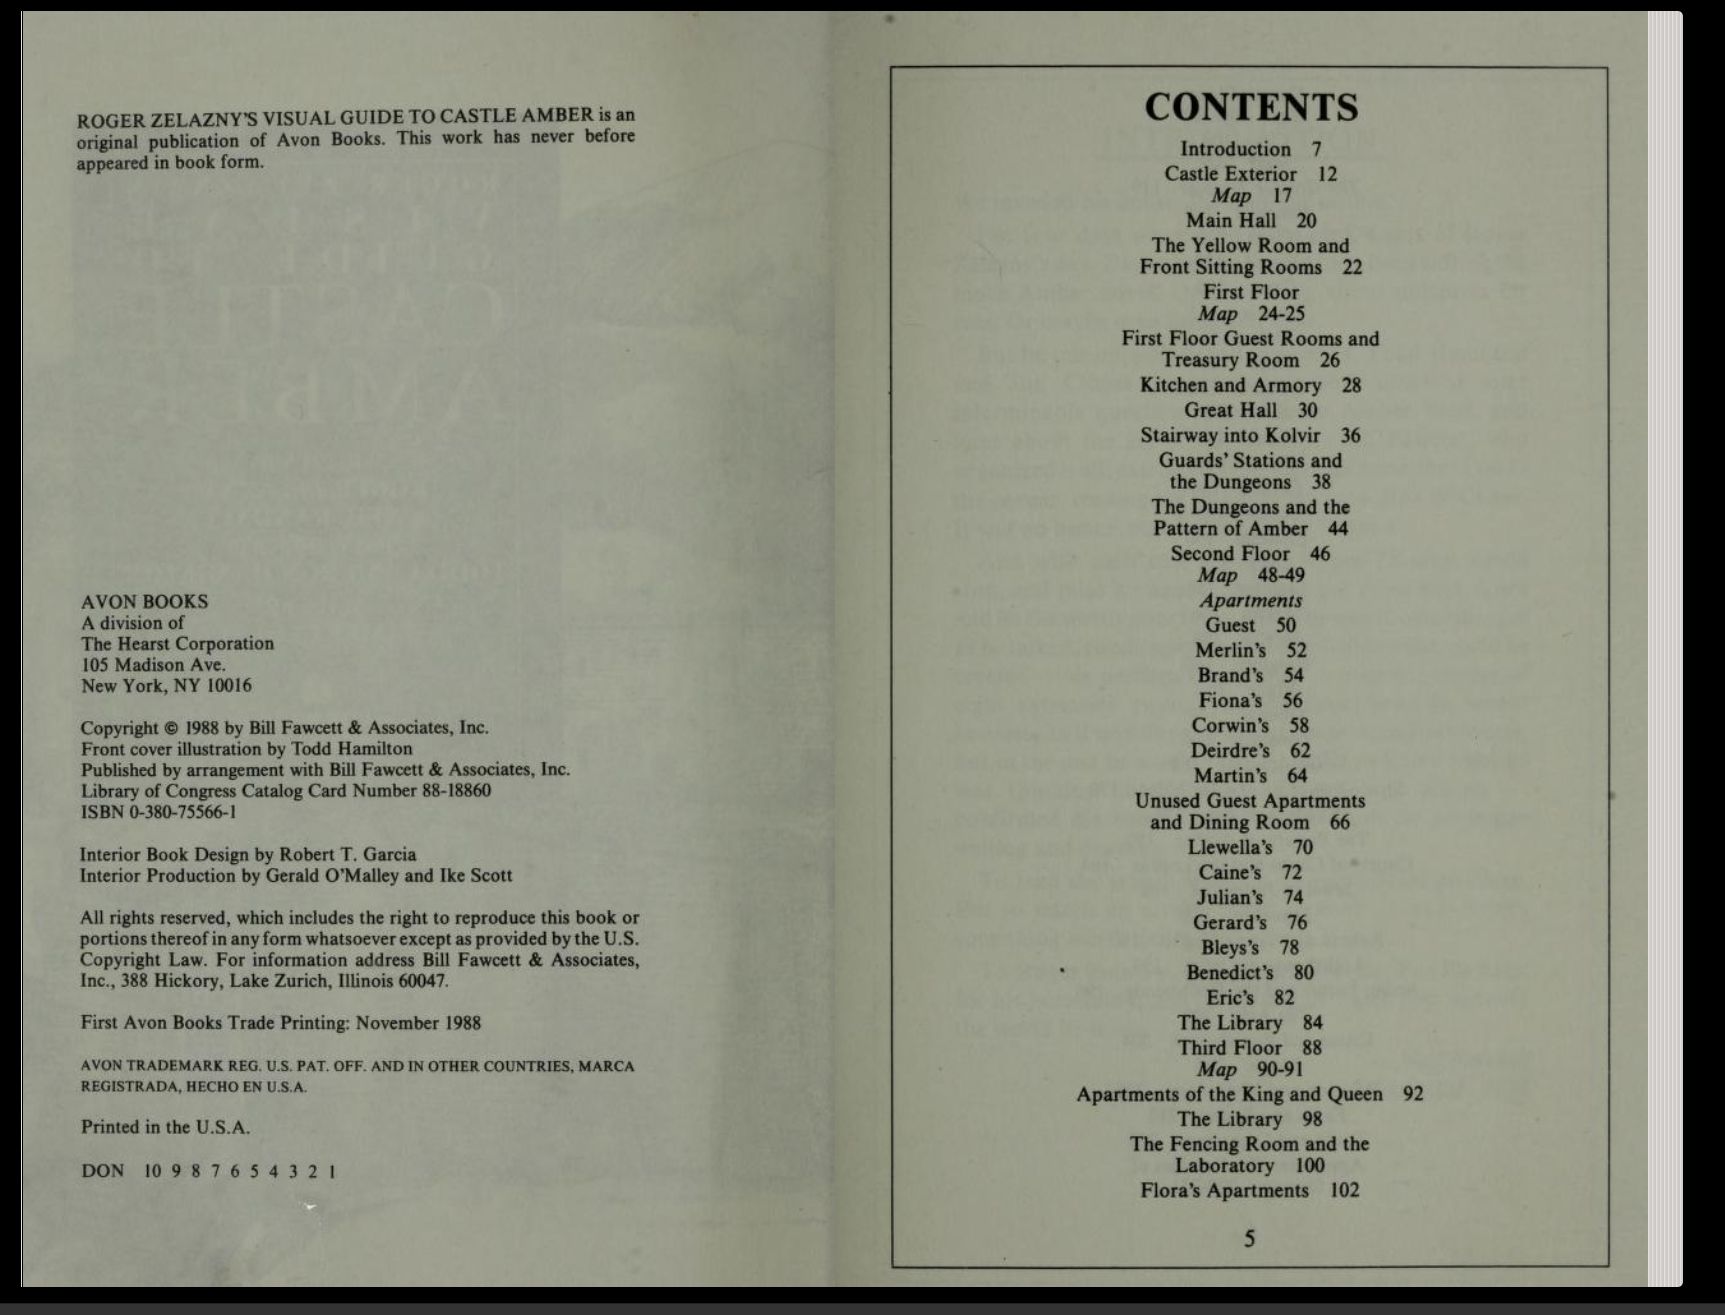 ROGER ZELAZNY'S VISUAL GUIDE TO CASTLE AMBER is an
original publication of Avon Books. This work has never before
appeared in book form.
AVON BOOKS
A division of
The Hearst Corporation
105 Madison Ave.
New York, NY 10016
Copyright © 1988 by Bill Fawcett & Associates, Inc.
Front cover illustration by Todd Hamilton
Published by arrangement with Bill Fawcett & Associates, Inc.
Library of Congress Catalog Card Number 88-18860
ISBN 0-380-75566-1
Interior Book Design by Robert T. Garcia
Interior Production by Gerald O'Malley and Ike Scott
All rights reserved, which includes the right to reproduce this book or
portions thereof in any form whatsoever except as provided by the U.S.
Copyright Law. For information address Bill Fawcett & Associates,
Inc., 388 Hickory, Lake Zurich, Illinois 60047.
First Avon Books Trade Printing: November 1988
AVON TRADEMARK REG. U.S. PAT. OFF. AND IN OTHER COUNTRIES, MARCA
REGISTRADA, HECHO EN U.S.A.
Printed in the U.S.A.
DON 10 9 8 7 6 5 4 3 2 1
CONTENTS
Introduction 7
Castle Exterior 12
Map 17
Main Hall 20
The Yellow Room and
Front Sitting Rooms 22
First Floor
Map 24-25
First Floor Guest Rooms and
Treasury Room 26
Kitchen and Armory 28
Great Hall 30
Stairway into Kolvir 36
Guards' Stations and
the Dungeons 38
The Dungeons and the
Pattern of Amber 44
Second Floor 46
Map 48-49
Apartments
Guest 50
Merlin's 52
Brand's 54
Fiona's 56
Corwin's 58
Deirdre's 62
Martin's 64
Unused Guest Apartments
and Dining Room 66
Llewella's 70
Caine's 72
Julian's 74
Gerard's 76
Bleys's 78
Benedict's 80
Eric's 82
The Library 84
Third Floor 88
Map 90-91
Apartments of the King and Queen 92
The Library 98
The Fencing Room and the
Laboratory 100
Flora's Apartments 102
5